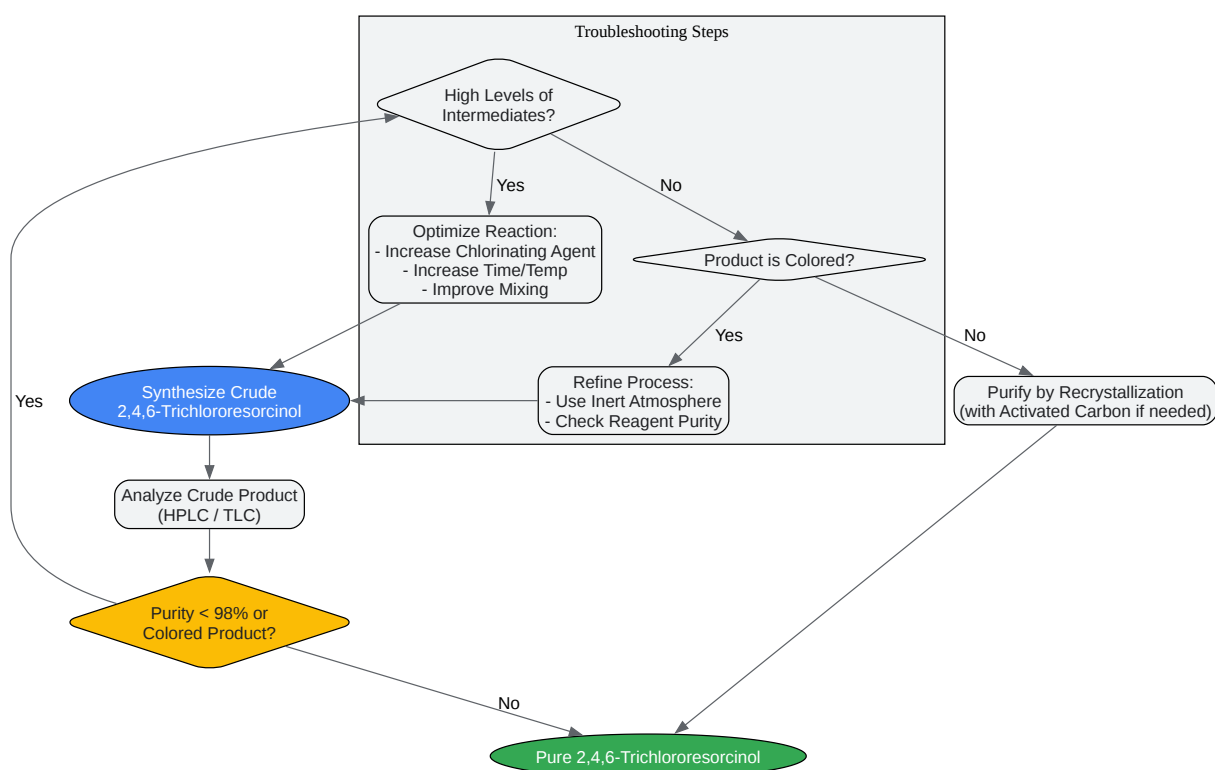 Troubleshooting Steps
High Levels of
Intermediates?
Yes
No
Optimize Reaction:
- Increase Chlorinating Agent
- Increase Time/Temp
- Improve Mixing
Product is Colored?
Yes
No
Synthesize Crude
2,4,6-Trichlororesorcinol
Refine Process:
- Use Inert Atmosphere
- Check Reagent Purity
Purify by Recrystallization
(with Activated Carbon if needed)
Yes
Analyze Crude Product
(HPLC / TLC)
Purity < 98% or
Colored Product?
No
Pure 2,4,6-Trichlororesorcinol